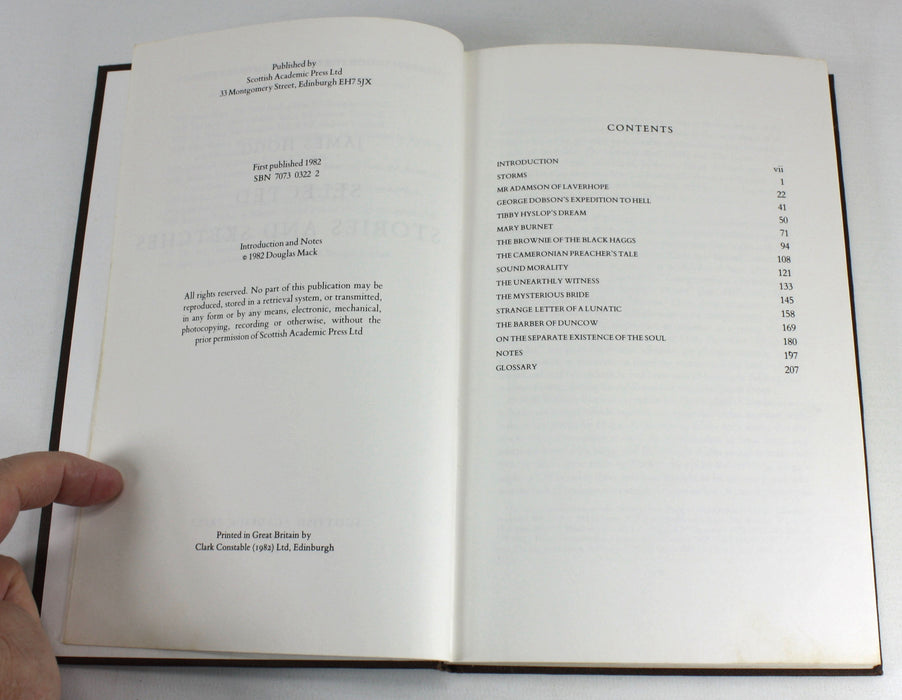 Published by
Scottish Academic Press Ltd
33 Montgomery Street, Edinburgh EH7 5JX
First published 1982
SBN 7073 0322 2
Introduction and Notes
© 1982 Douglas Mack
All rights reserved. No part of this publication may be
reproduced, stored in a retrieval system, or transmitted,
in any form or by any means, electronic, mechanical,
photocopying, recording or otherwise, without the
prior permission of Scottish Academic Press Ltd
Printed in Great Britain by
Clark Constable (1982) Ltd, Edinburgh
CONTENTS
INTRODUCTION vii
STORMS 1
MR ADAMSON OF LAVERHOPE 22
GEORGE DOBSON'S EXPEDITION TO HELL 41
TIBBY HYSLOP'S DREAM 50
MARY BURNET 71
THE BROWNIE OF THE BLACK HAGGS 94
THE CAMERONIAN PREACHER'S TALE 108
SOUND MORALITY 121
THE UNEARTHLY WITNESS 133
THE MYSTERIOUS BRIDE 145
STRANGE LETTER OF A LUNATIC 158
THE BARBER OF DUNCOW 169
ON THE SEPARATE EXISTENCE OF THE SOUL 180
NOTES 197
GLOSSARY 207